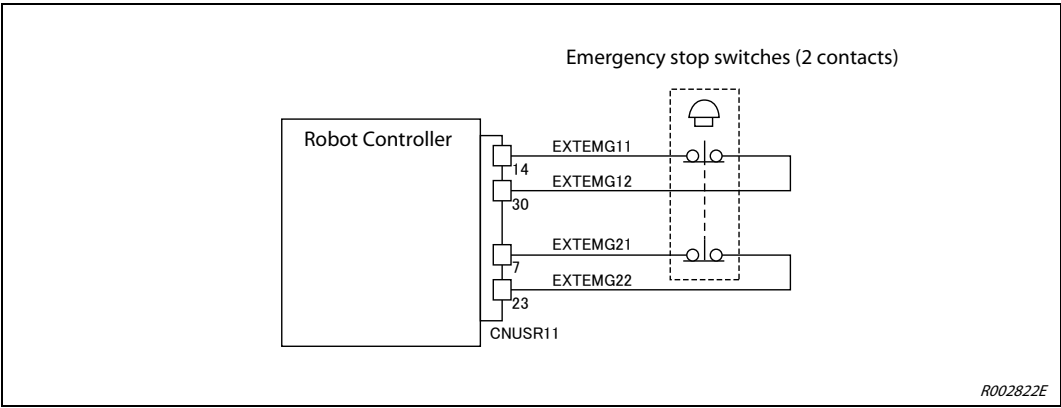 Emergency stop switches (2 contacts)
Robot Controller
EXTEMG11
14
EXTEMG12
30
EXTEMG21
7
EXTEMG22
23
CNUSR11
R002822E